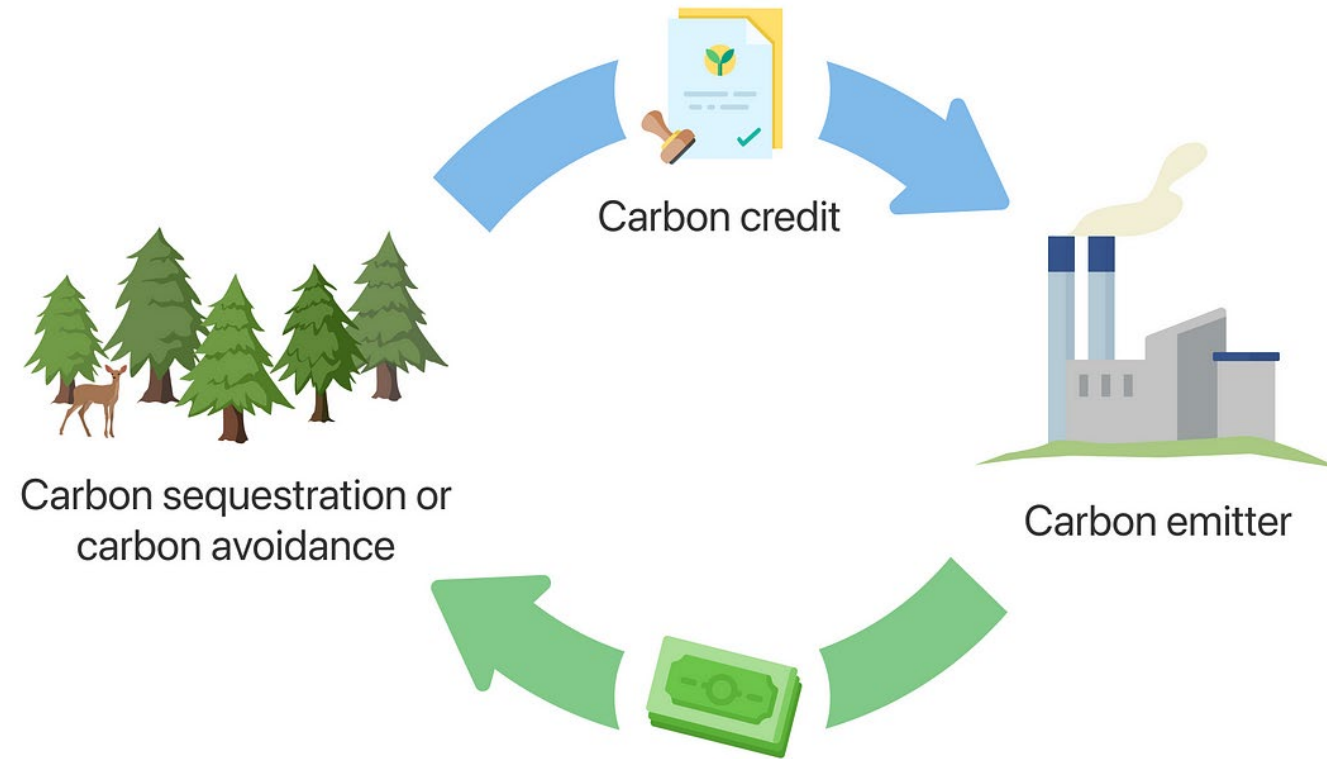 Carbon credit
Carbon sequestration or
carbon avoidance
Carbon emitter